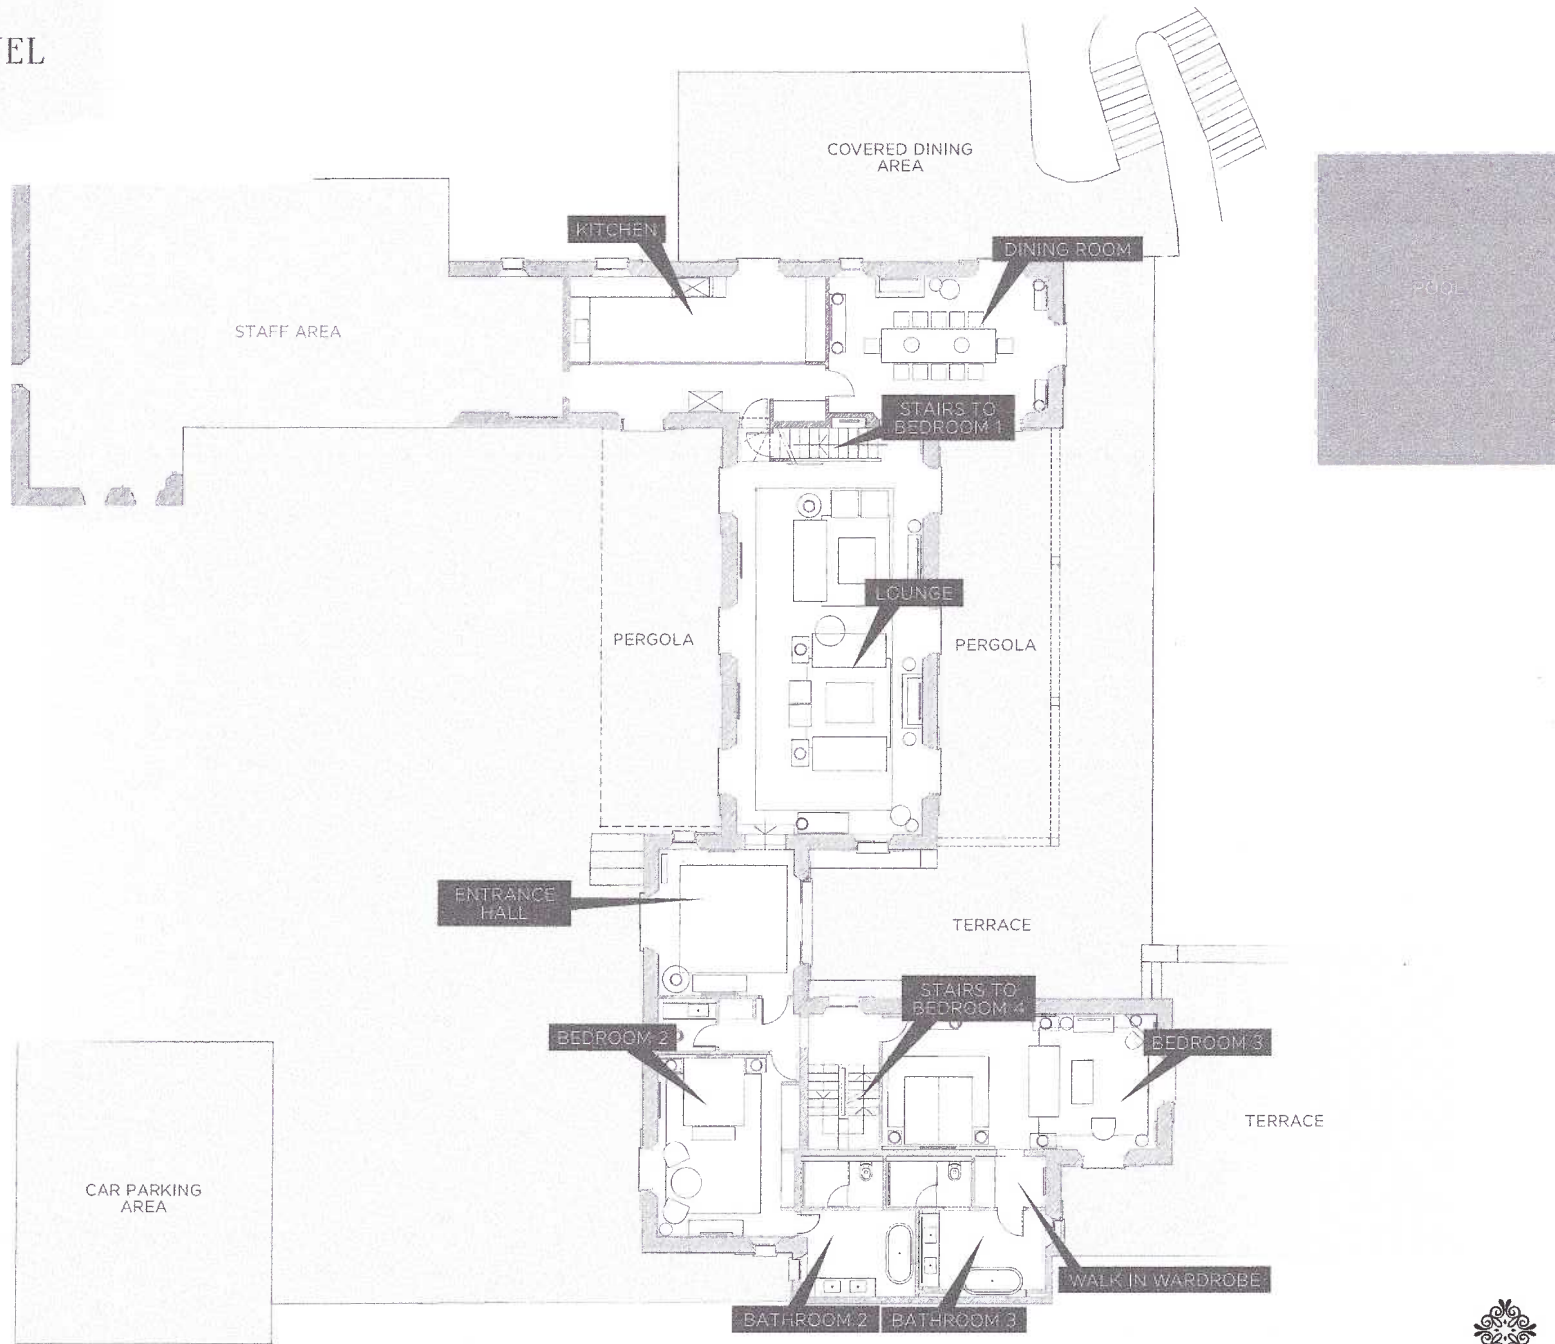 COVERED DINING
AREA
KITCHEN
DINING ROOM
POOL
STAFF AREA
STAIRS TO
BEDROOM 1
LOUNGE
PERGOLA
PERGOLA
ENTRANCE
HALL
TERRACE
STAIRS TO
BEDROOM 4
BEDROOM 2
BEDROOM 3
TERRACE
CAR PARKING
AREA
WALK IN WARDROBE
BATHROOM 2
BATHROOM 3